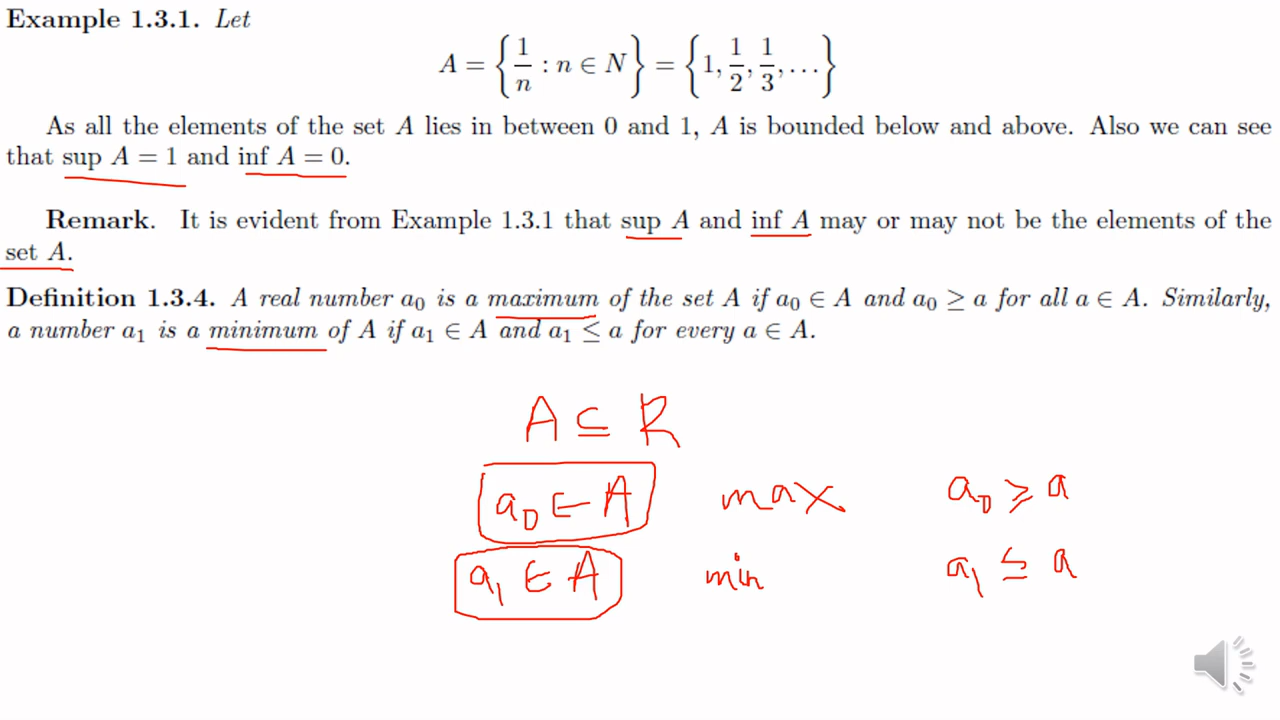 Example 1.3.1. Let
A = {1/n : n ∈ N} = {1, 1/2, 1/3, ...}
As all the elements of the set A lies in between 0 and 1, A is bounded below and above. Also we can see
that sup A = 1 and inf A = 0.
Remark. It is evident from Example 1.3.1 that sup A and inf A may or may not be the elements of the
set A.
Definition 1.3.4. A real number a₀ is a maximum of the set A if a₀ ∈ A and a₀ ≥ a for all a ∈ A. Similarly,
a number a₁ is a minimum of A if a₁ ∈ A and a₁ ≤ a for every a ∈ A.
A ⊆ R
a₀ ∈ A max a₀ ≥ a
a₁ ∈ A min a₁ ≤ a